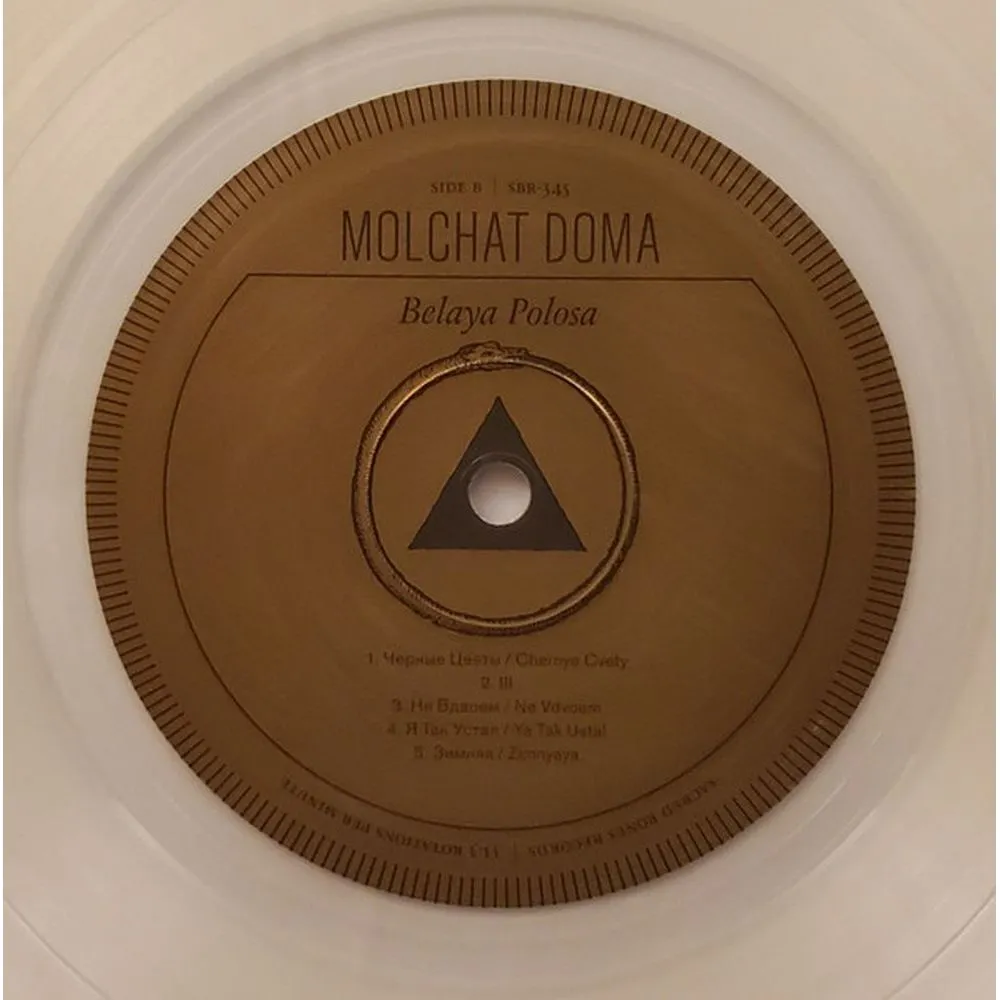 SIDE B | SBR-345
MOLCHAT DOMA
Belaya Polosa
1. Черные Цветы / Chernye Cvety
2. III
3. Не Вдвоем / Ne Vdvoem
4. Я Так Устал / Ya Tak Ustal
5. Зимняя / Zimnyaya
SACRED BONES RECORDS | 33.3 ROTATIONS PER MINUTE